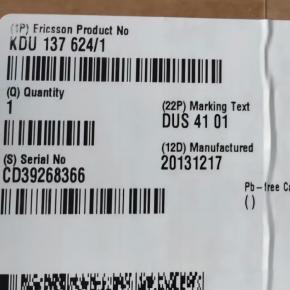 (1P) Ericsson Product No
KDU 137 624/1
(Q) Quantity
1
(22P) Marking Text
DUS 41 01
(12D) Manufactured
20131217
(S) Serial No
CD39268366
Pb-free
( )